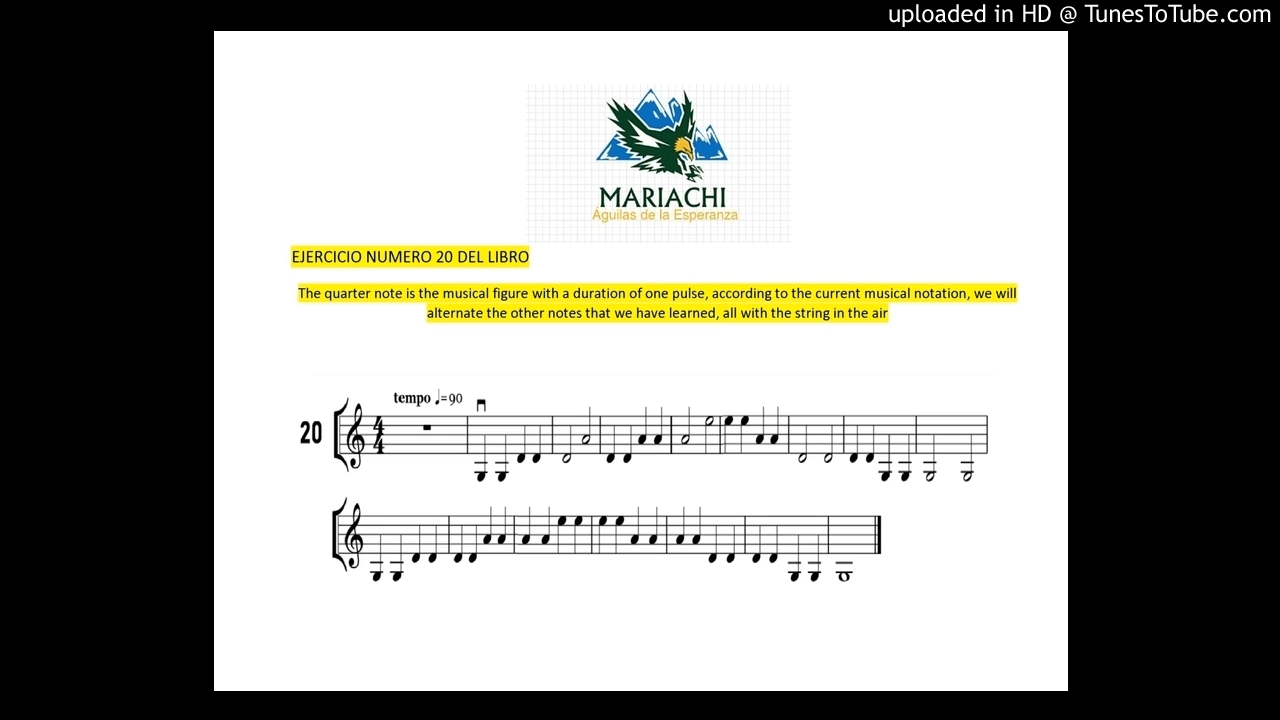 uploaded in HD @ TunesToTube.com
MARIACHI
Águilas de la Esperanza
EJERCICIO NUMERO 20 DEL LIBRO
The quarter note is the musical figure with a duration of one pulse, according to the current musical notation, we will
alternate the other notes that we have learned, all with the string in the air
tempo ♩=90
20
4
4